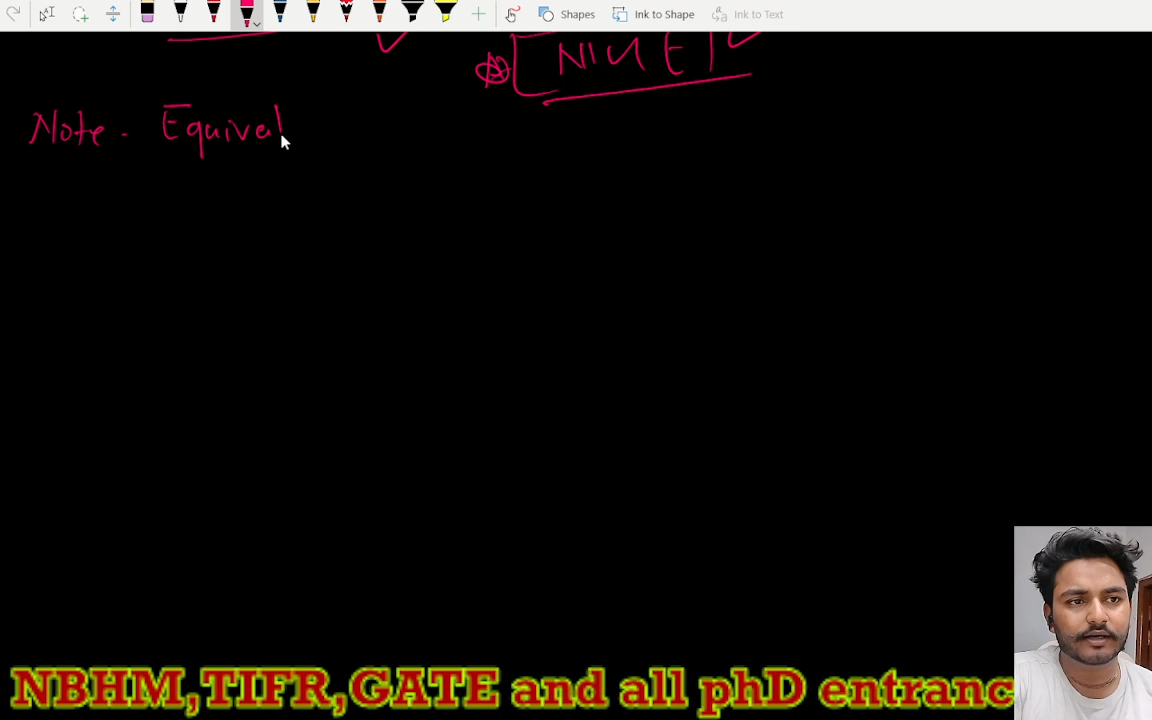 Shapes Ink to Shape Ink to Text
Note - Equival
NBHM,TIFR,GATE and all phD entranc